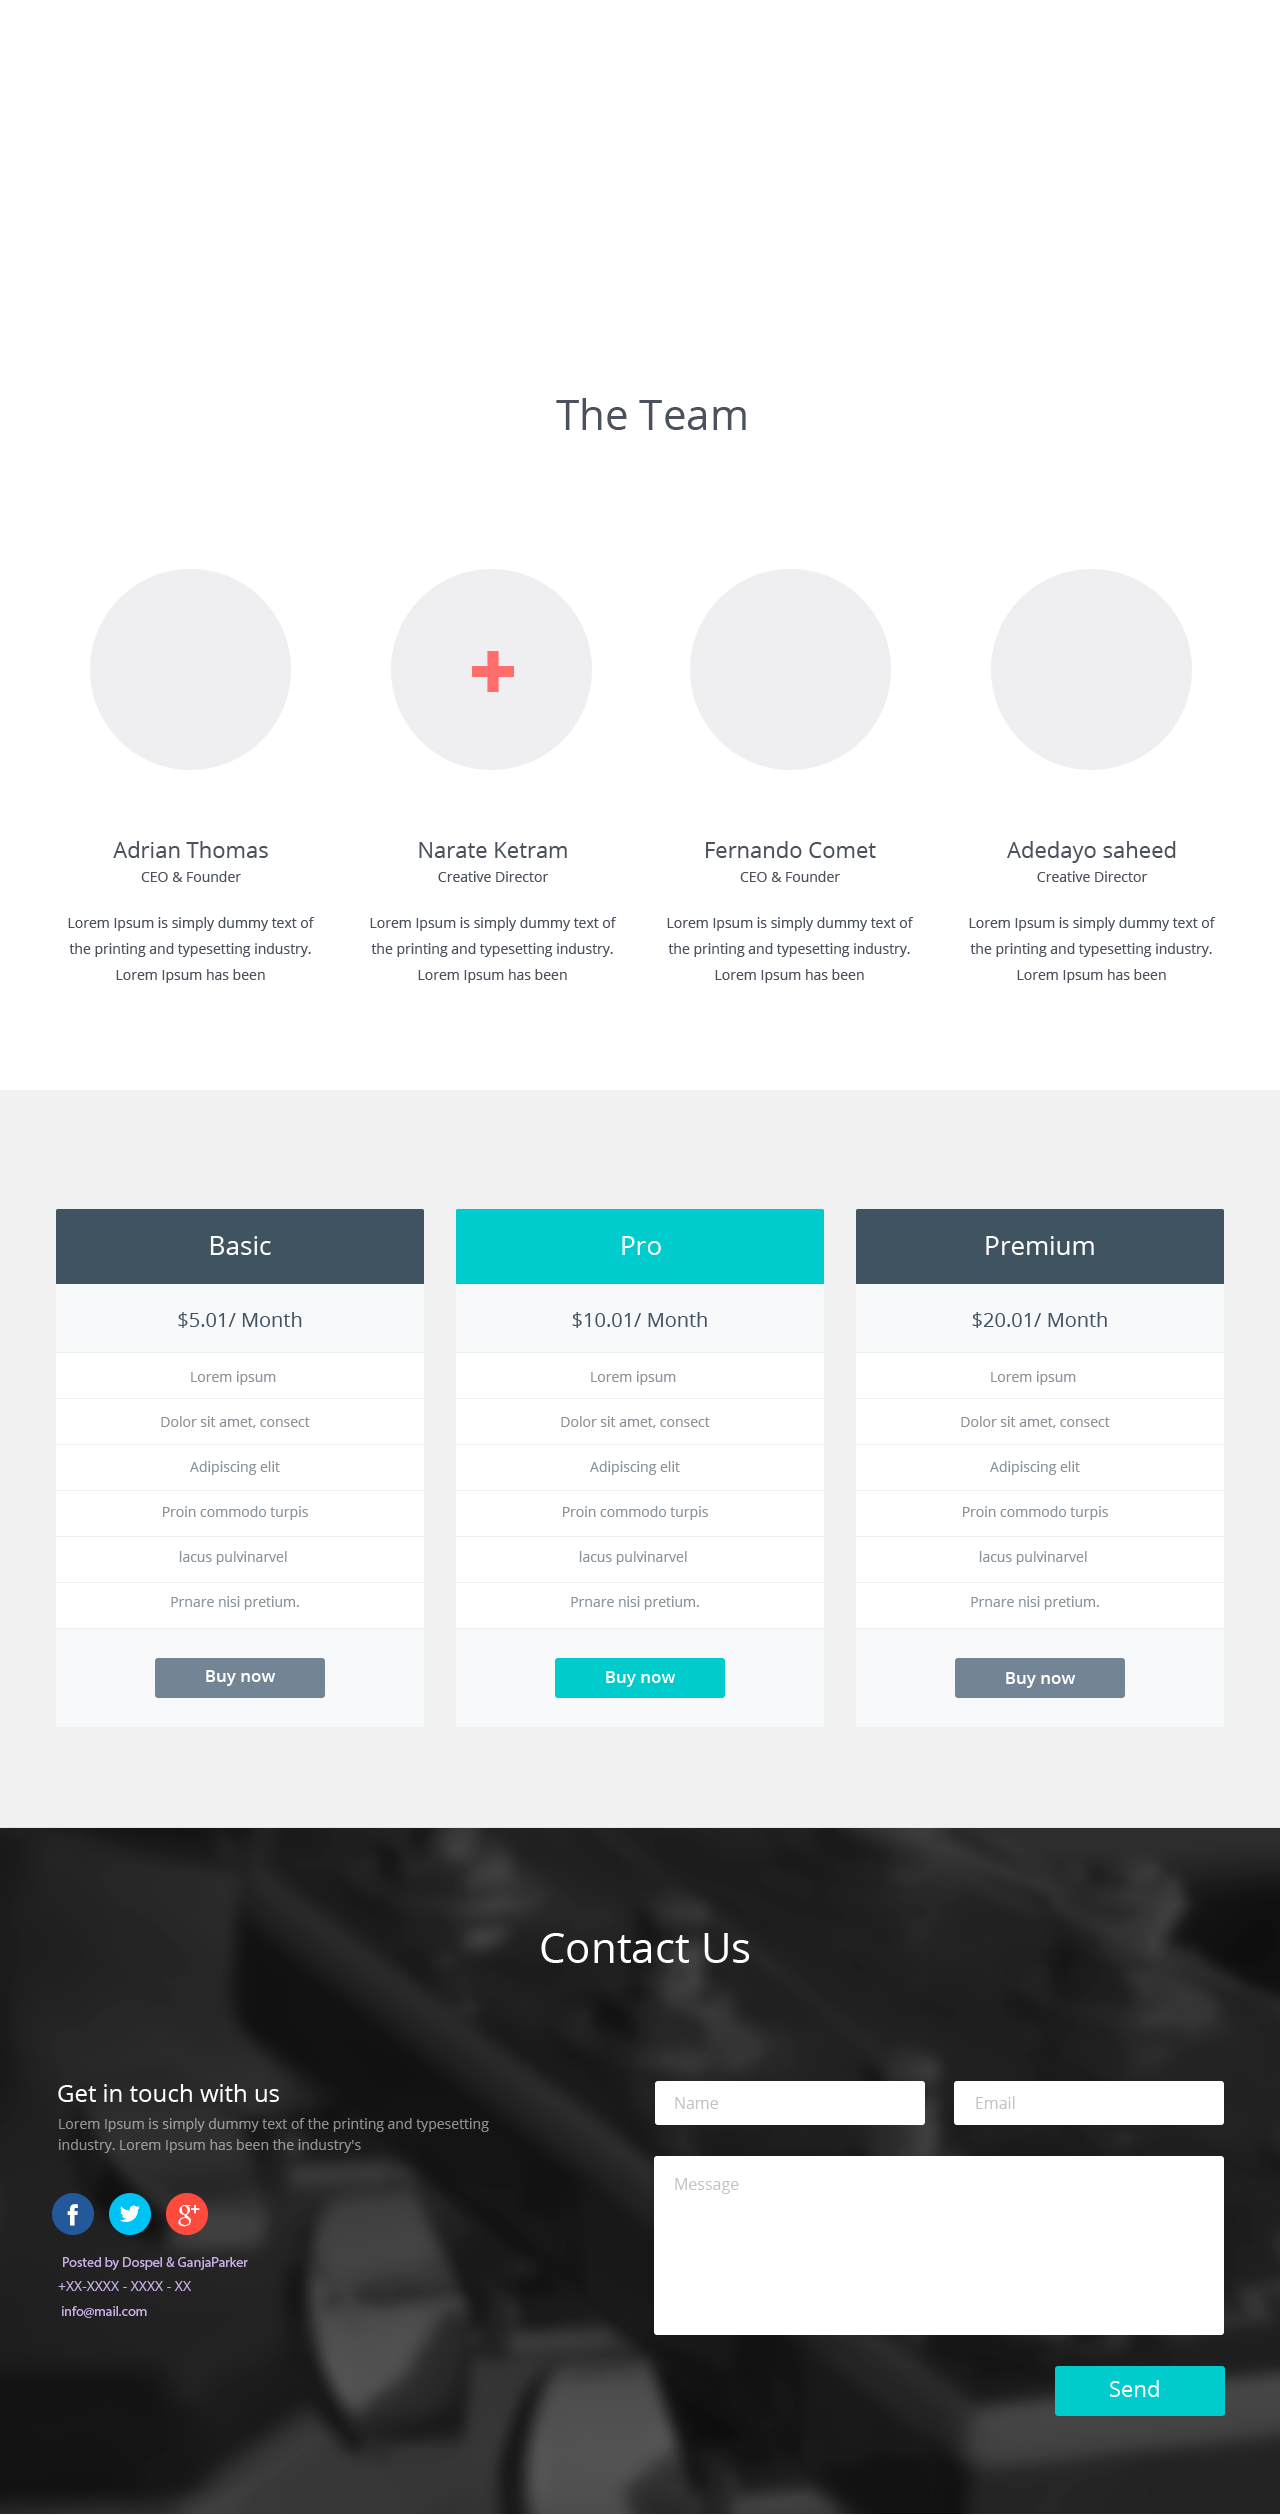 The Team
Adrian Thomas
CEO & Founder
Lorem Ipsum is simply dummy text of
the printing and typesetting industry.
Lorem Ipsum has been
Narate Ketram
Creative Director
Lorem Ipsum is simply dummy text of
the printing and typesetting industry.
Lorem Ipsum has been
Fernando Comet
CEO & Founder
Lorem Ipsum is simply dummy text of
the printing and typesetting industry.
Lorem Ipsum has been
Adedayo saheed
Creative Director
Lorem Ipsum is simply dummy text of
the printing and typesetting industry.
Lorem Ipsum has been
Basic
$5.01/ Month
Lorem ipsum
Dolor sit amet, consect
Adipiscing elit
Proin commodo turpis
lacus pulvinarvel
Prnare nisi pretium.
Buy now
Pro
$10.01/ Month
Lorem ipsum
Dolor sit amet, consect
Adipiscing elit
Proin commodo turpis
lacus pulvinarvel
Prnare nisi pretium.
Buy now
Premium
$20.01/ Month
Lorem ipsum
Dolor sit amet, consect
Adipiscing elit
Proin commodo turpis
lacus pulvinarvel
Prnare nisi pretium.
Buy now
Contact Us
Get in touch with us
Lorem Ipsum is simply dummy text of the printing and typesetting
industry. Lorem Ipsum has been the industry's
f
g+
Posted by Dospel & GanjaParker
+XX-XXXX - XXXX - XX
info@mail.com
Name
Email
Message
Send